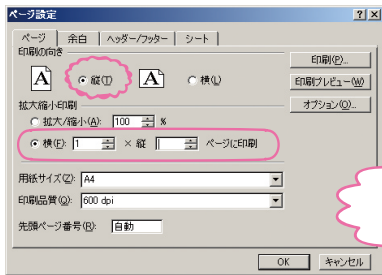 ページ設定
ページ 余白 ヘッダー/フッター シート
印刷の向き
A 縦(T) A 横(L)
拡大縮小印刷
拡大/縮小(A): 100 %
横(F): 1 × 縦 ページに印刷
用紙サイズ(Z): A4
印刷品質(Q): 600 dpi
先頭ページ番号(R): 自動
印刷(P)...
印刷プレビュー(W)
オプション(O)...
OK キャンセル